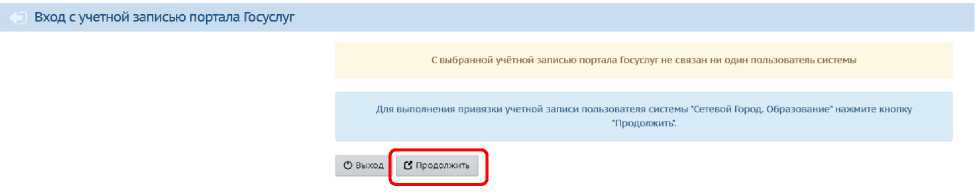 Вход с учетной записью портала Госуслуг
С выбранной учётной записью портала Госуслуг не связан ни один пользователь системы
Для выполнения привязки учетной записи пользователя системы "Сетевой Город. Образование" нажмите кнопку
"Продолжить".
Выход
Продолжить